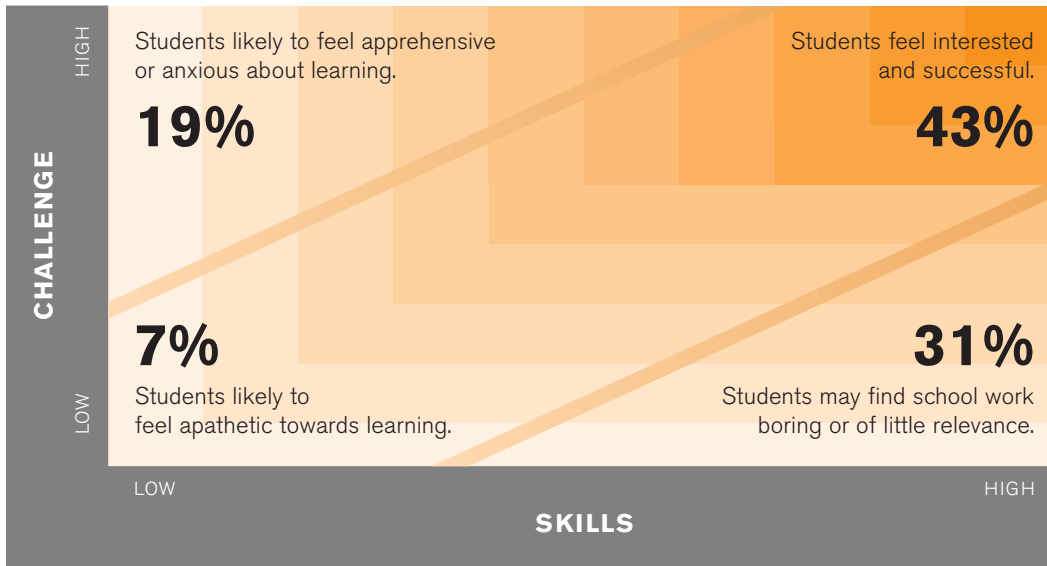 HIGH
Students likely to feel apprehensive
or anxious about learning.
19%
Students feel interested
and successful.
43%
CHALLENGE
7%
Students likely to
feel apathetic towards learning.
31%
Students may find school work
boring or of little relevance.
LOW
LOW
HIGH
SKILLS